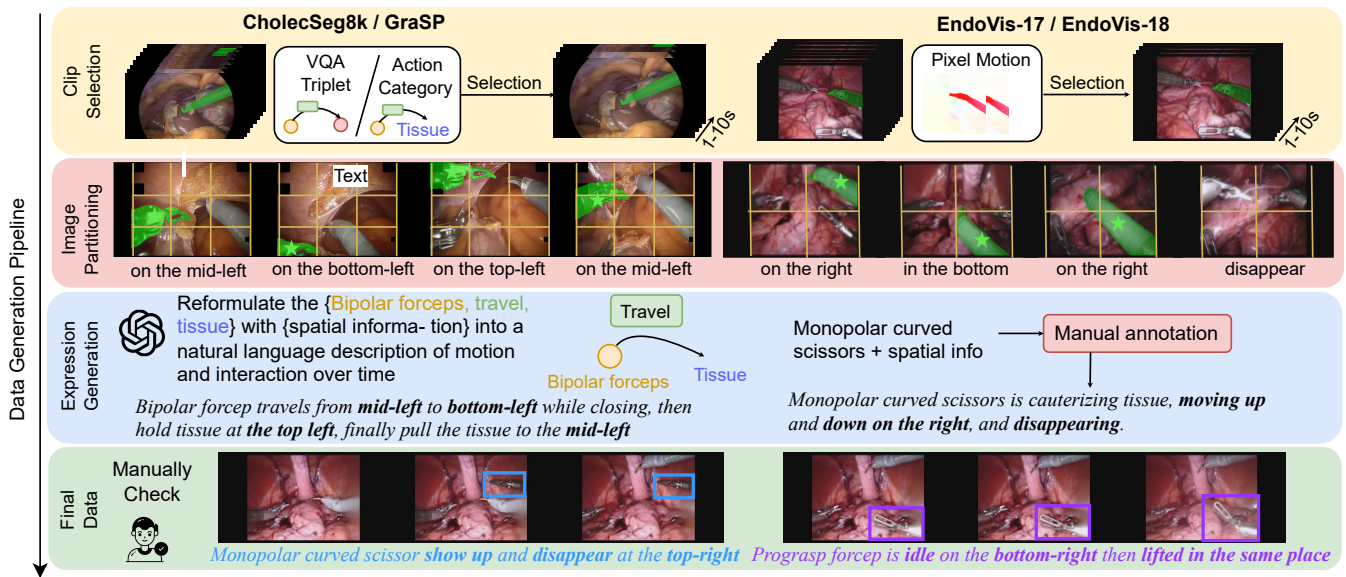 CholecSeg8k / GraSP
EndoVis-17 / EndoVis-18
Data Generation Pipeline
Clip
Selection
VQA
Triplet
Action
Category
Tissue
Selection
1-10s
Pixel Motion
Selection
1-10s
Image
Partitioning
Text
on the mid-left
on the bottom-left
on the top-left
on the mid-left
on the right
in the bottom
on the right
disappear
Expression
Generation
Reformulate the {Bipolar forceps, travel,
tissue} with {spatial informa- tion} into a
natural language description of motion
and interaction over time
Travel
Bipolar forceps
Tissue
Bipolar forcep travels from mid-left to bottom-left while closing, then
hold tissue at the top left, finally pull the tissue to the mid-left
Monopolar curved
scissors + spatial info
Manual annotation
Monopolar curved scissors is cauterizing tissue, moving up
and down on the right, and disappearing.
Final
Data
Manually
Check
Monopolar curved scissor show up and disappear at the top-right
Prograsp forcep is idle on the bottom-right then lifted in the same place